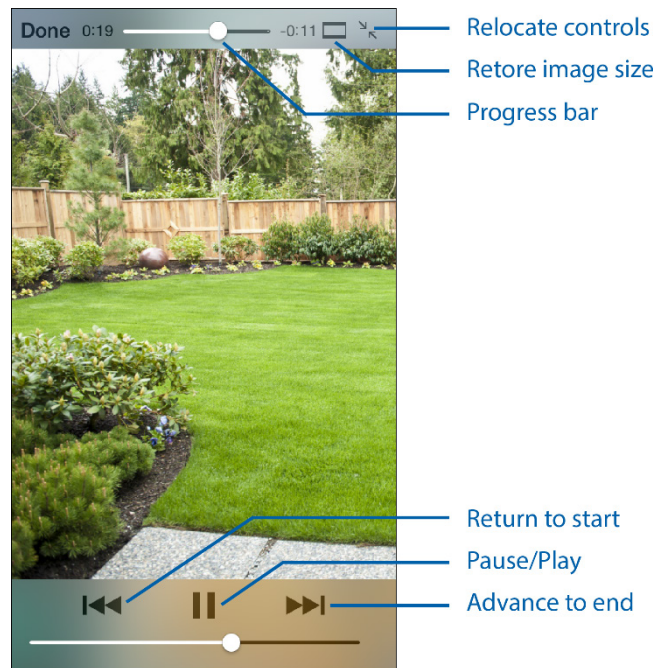 Done 0:19 -0:11
Relocate controls
Retore image size
Progress bar
Return to start
Pause/Play
Advance to end